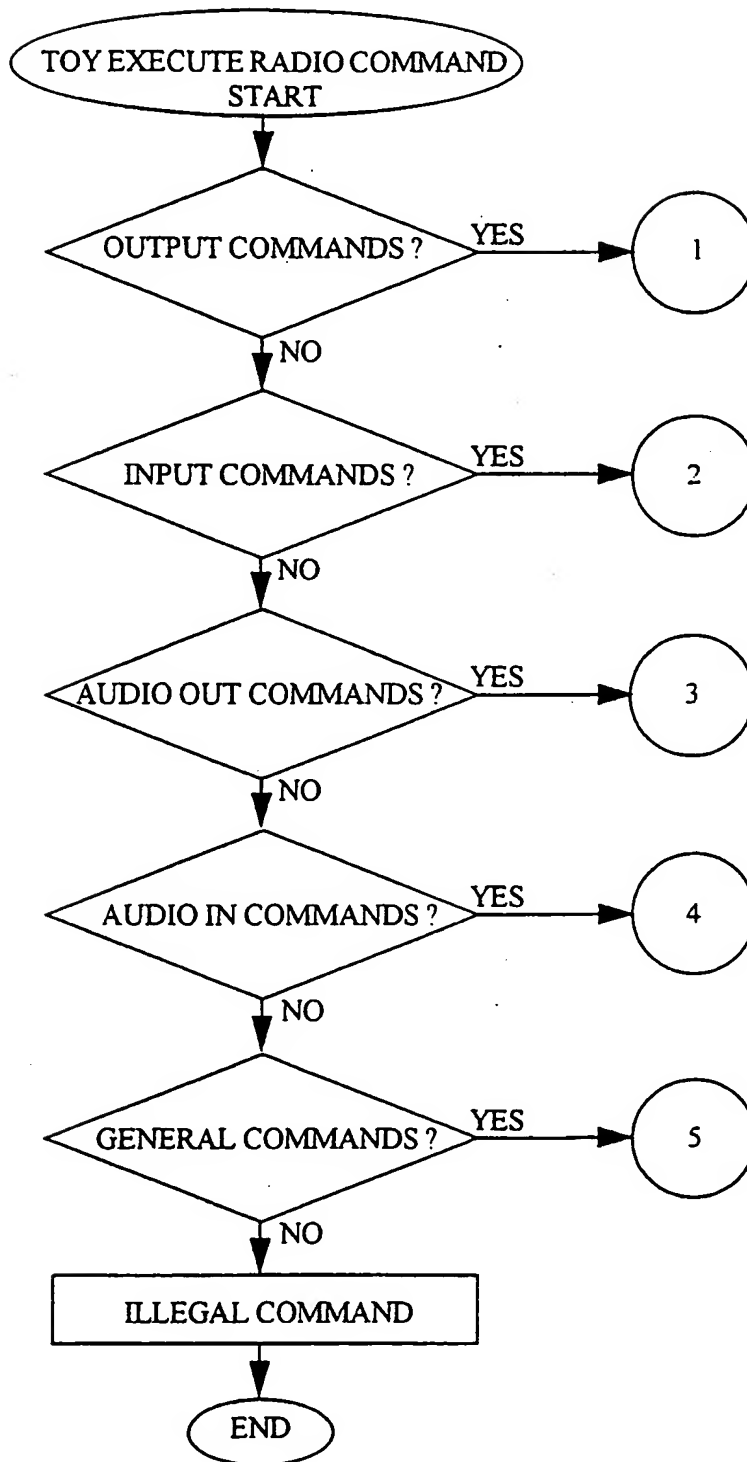 TOY EXECUTE RADIO COMMAND
START
OUTPUT COMMANDS ?
YES
1
NO
INPUT COMMANDS ?
YES
2
NO
AUDIO OUT COMMANDS ?
YES
3
NO
AUDIO IN COMMANDS ?
YES
4
NO
GENERAL COMMANDS ?
YES
5
NO
ILLEGAL COMMAND
END